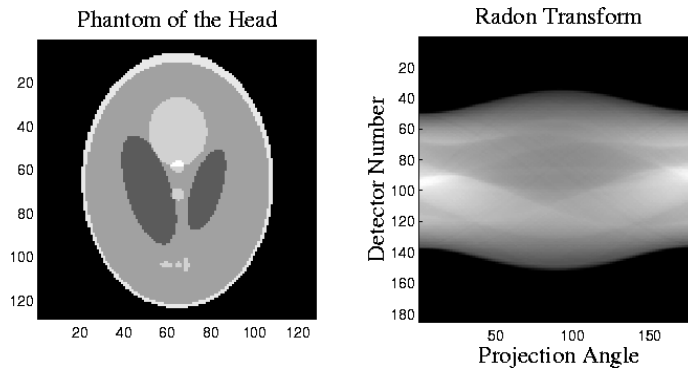 Phantom of the Head
20
40
60
80
100
120
20 40 60 80 100 120
Radon Transform
Detector Number
20
40
60
80
100
120
140
160
180
50 100 150
Projection Angle